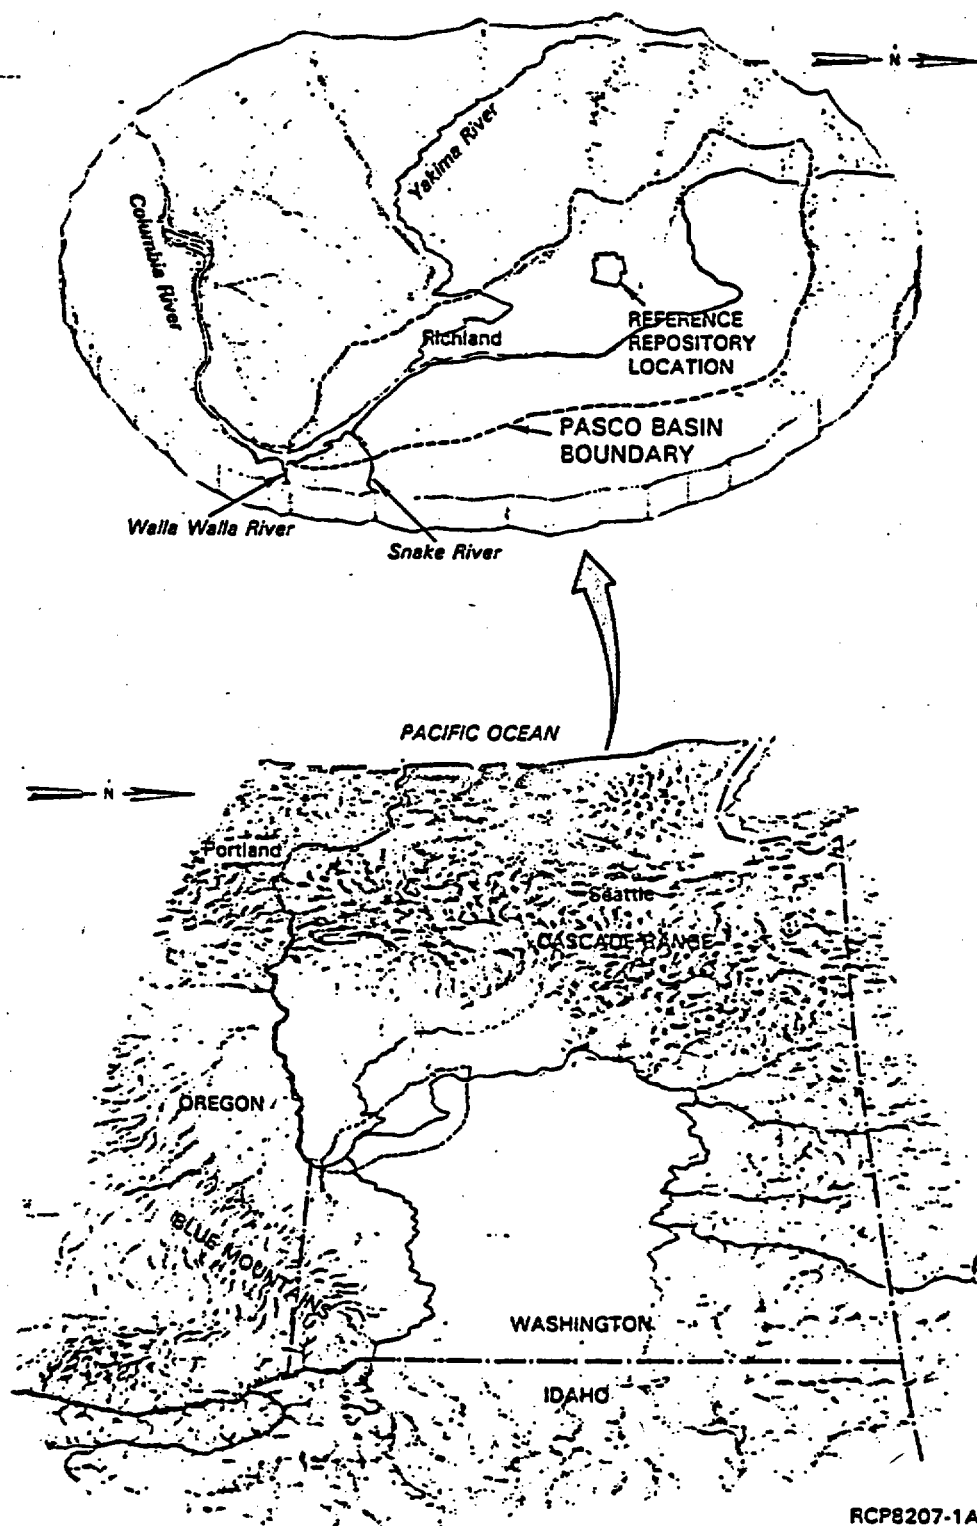 N
Yakima River
Columbia River
Richland
REFERENCE
REPOSITORY
LOCATION
PASCO BASIN
BOUNDARY
Walla Walla River
Snake River
PACIFIC OCEAN
N
Portland
Seattle
CASCADE RANGE
OREGON
BLUE MOUNTAINS
WASHINGTON
IDAHO
RCP8207-1A